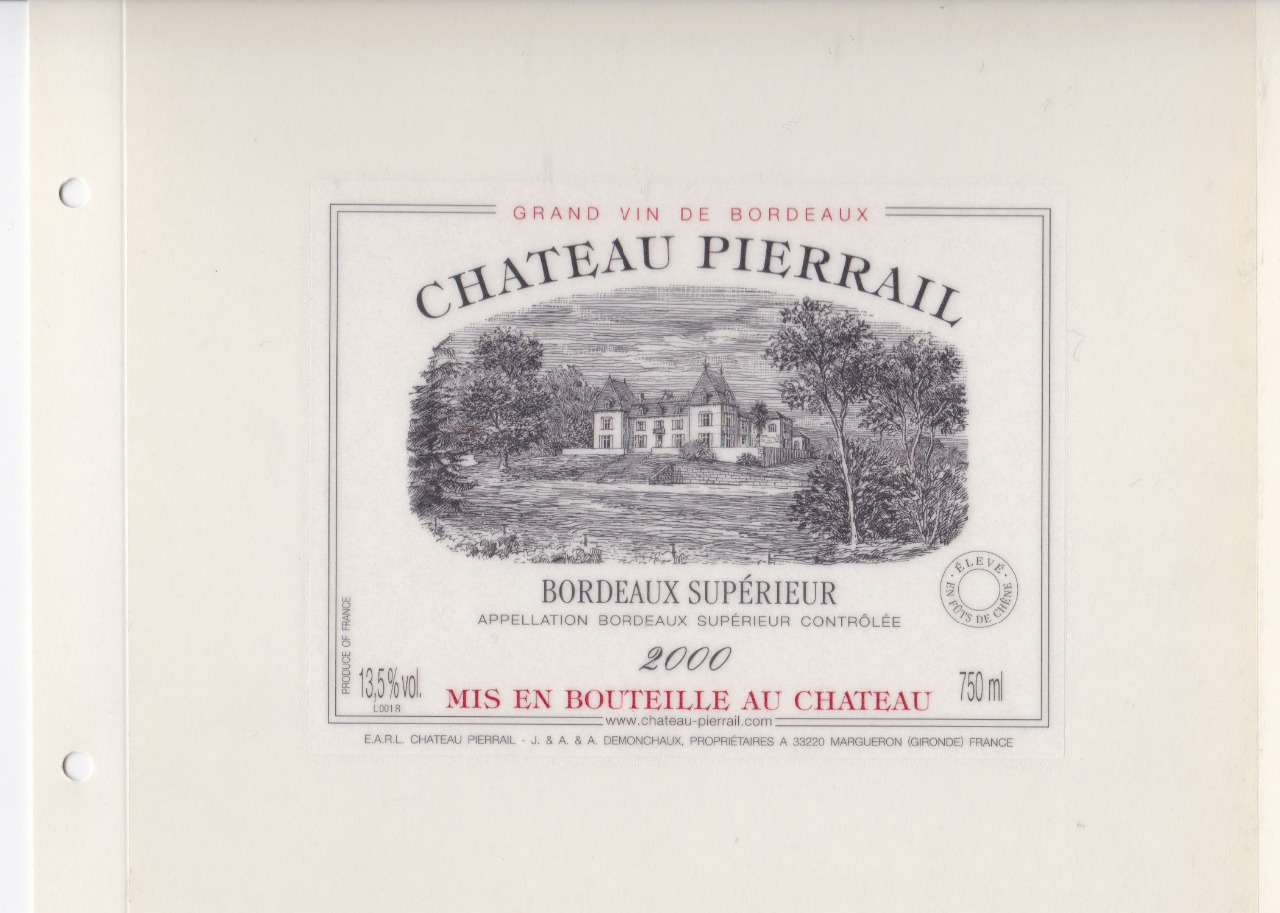 GRAND VIN DE BORDEAUX
CHATEAU PIERRAIL
BORDEAUX SUPÉRIEUR
APPELLATION BORDEAUX SUPÉRIEUR CONTRÔLÉE
· ÉLEVÉ ·
EN FÛTS DE CHÊNE
2000
PRODUCE OF FRANCE
13,5% vol.
L 001 R
MIS EN BOUTEILLE AU CHATEAU
750 ml
www.chateau-pierrail.com
E.A.R.L. CHATEAU PIERRAIL - J. & A. & A. DEMONCHAUX, PROPRIÉTAIRES A 33220 MARGUERON (GIRONDE) FRANCE